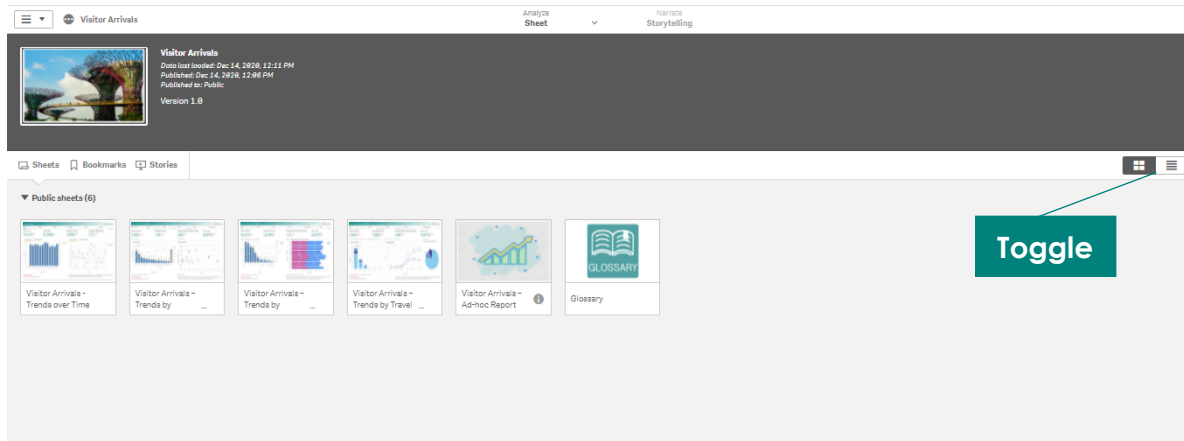 Visitor Arrivals
Analyze
Sheet
Narrate
Storytelling
Visitor Arrivals
Data last loaded: Dec 14, 2020, 12:11 PM
Published: Dec 14, 2020, 12:06 PM
Published to: Public
Version 1.0
Sheets Bookmarks Stories
Public sheets (6)
Toggle
GLOSSARY
Visitor Arrivals –
Trends over Time
Visitor Arrivals –
Trends by ...
Visitor Arrivals –
Trends by ...
Visitor Arrivals –
Trends by Travel ...
Visitor Arrivals –
Ad-hoc Report
Glossary